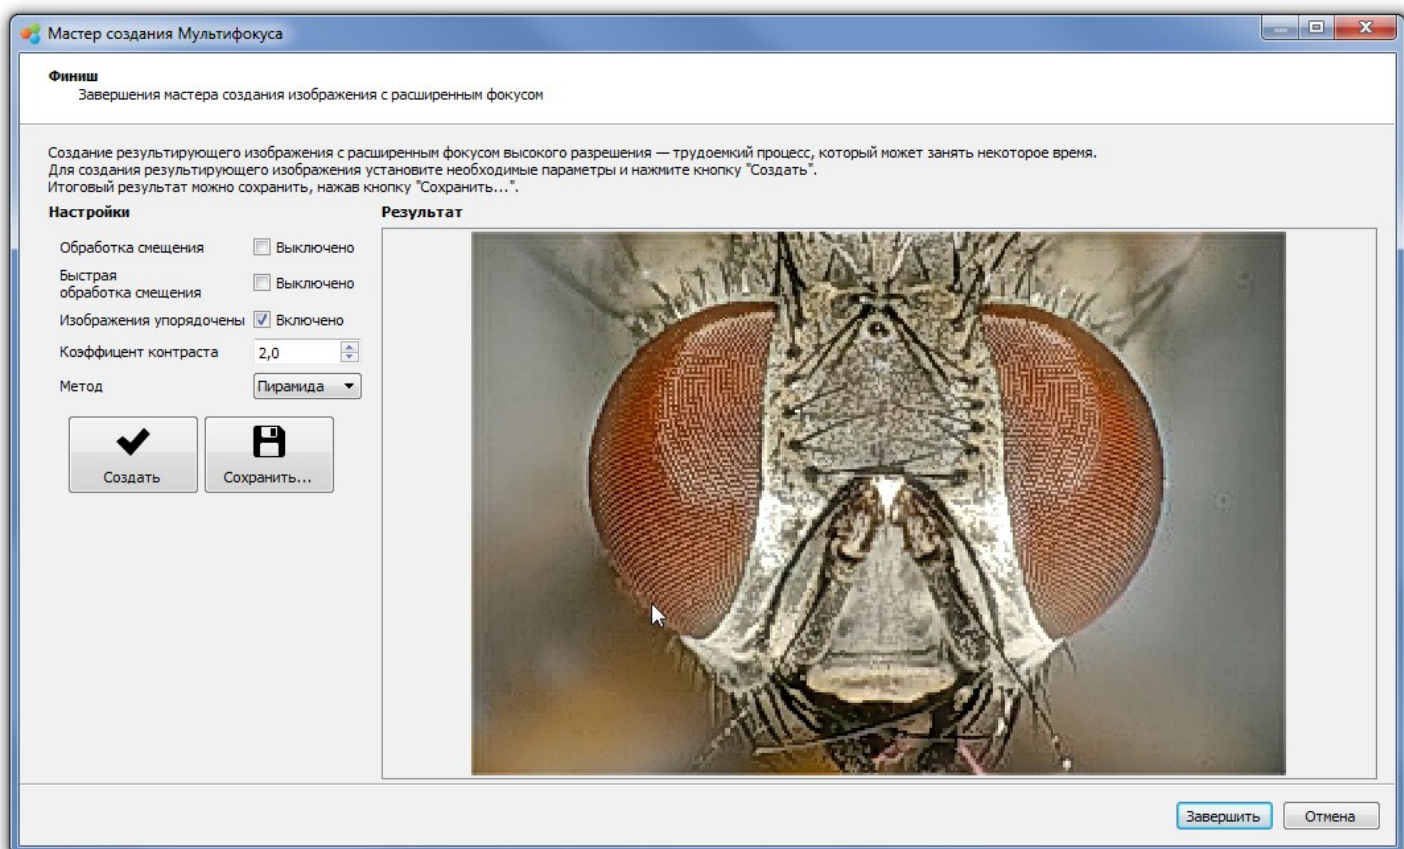 Мастер создания Мультифокуса
Финиш
Завершения мастера создания изображения с расширенным фокусом
Создание результирующего изображения с расширенным фокусом высокого разрешения — трудоемкий процесс, который может занять некоторое время.
Для создания результирующего изображения установите необходимые параметры и нажмите кнопку "Создать".
Итоговый результат можно сохранить, нажав кнопку "Сохранить...".
Настройки
Результат
Обработка смещения Выключено
Быстрая
обработка смещения Выключено
Изображения упорядочены Включено
Коэффицент контраста 2,0
Метод Пирамида
Создать Сохранить...
Завершить Отмена